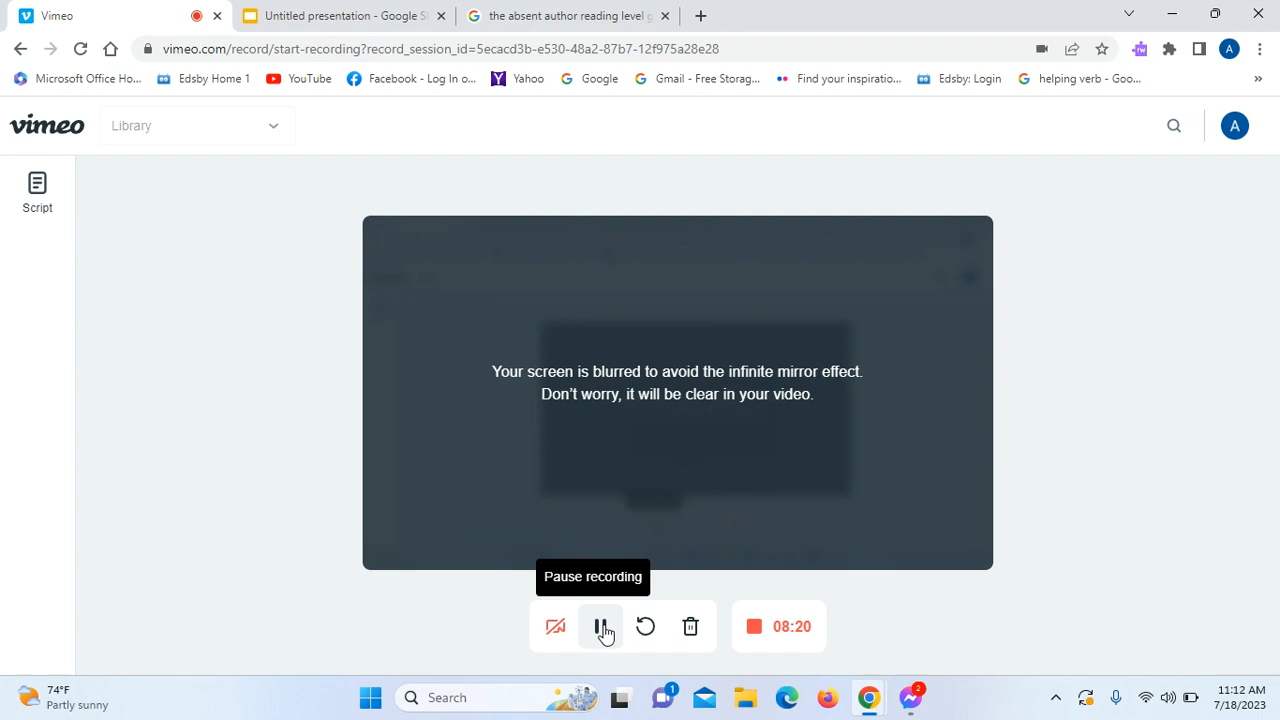 Vimeo
Untitled presentation - Google S
the absent author reading level g
vimeo.com/record/start-recording?record_session_id=5ecacd3b-e530-48a2-87b7-12f975a28e28
A
Microsoft Office Ho...
Edsby Home 1
YouTube
Facebook - Log In o...
Yahoo
Google
Gmail - Free Storag...
Find your inspiratio...
Edsby: Login
helping verb - Goo...
vimeo
Library
A
Script
Your screen is blurred to avoid the infinite mirror effect.
Don't worry, it will be clear in your video.
Pause recording
08:20
74°F
Partly sunny
Search
1
2
11:12 AM
7/18/2023